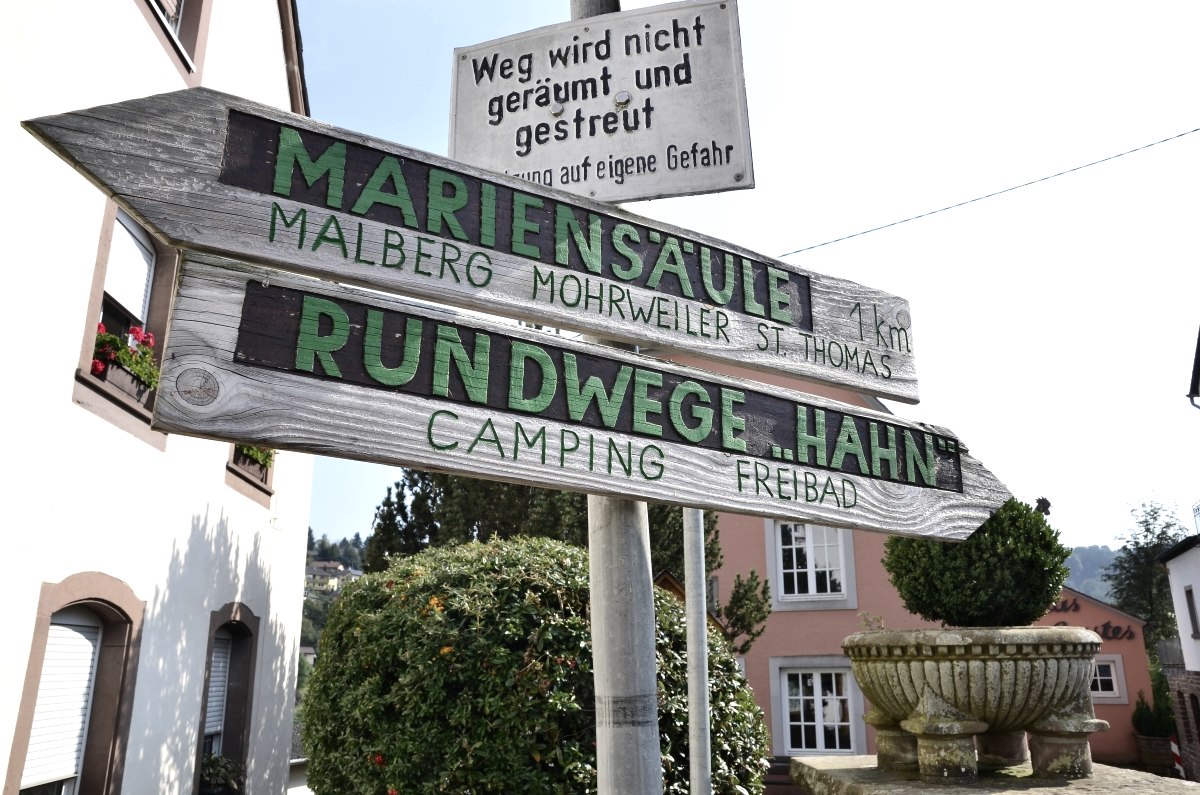 Weg wird nicht
geräumt und
gestreut
auf eigene Gefahr
MARIENSÄULE
1 km
MALBERG MOHRWEILER ST. THOMAS
RUNDWEGE „HAHN“
CAMPING FREIBAD